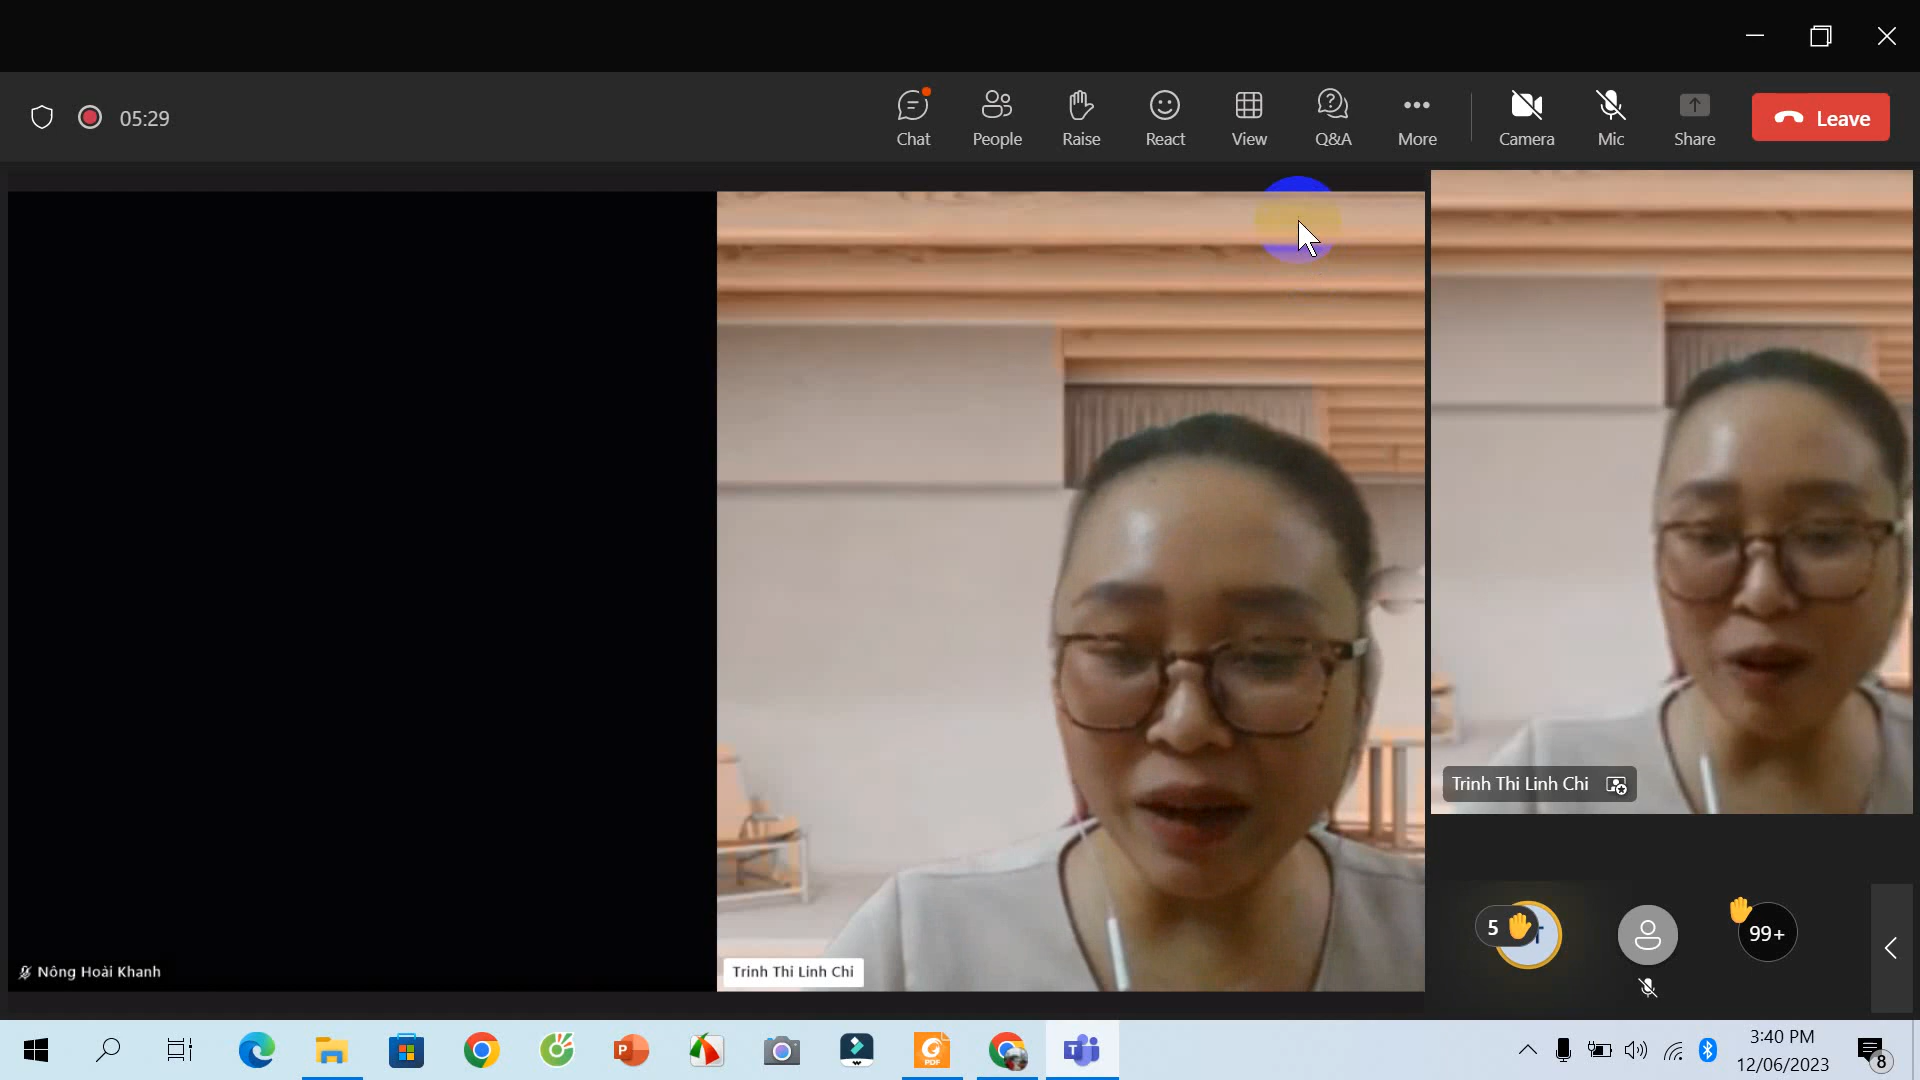 05:29
Chat
People
Raise
React
View
Q&A
More
Camera
Mic
Share
Leave
Nông Hoài Khanh
Trinh Thi Linh Chi
Trinh Thi Linh Chi
5
99+
P
PDF
T
3:40 PM
12/06/2023
8